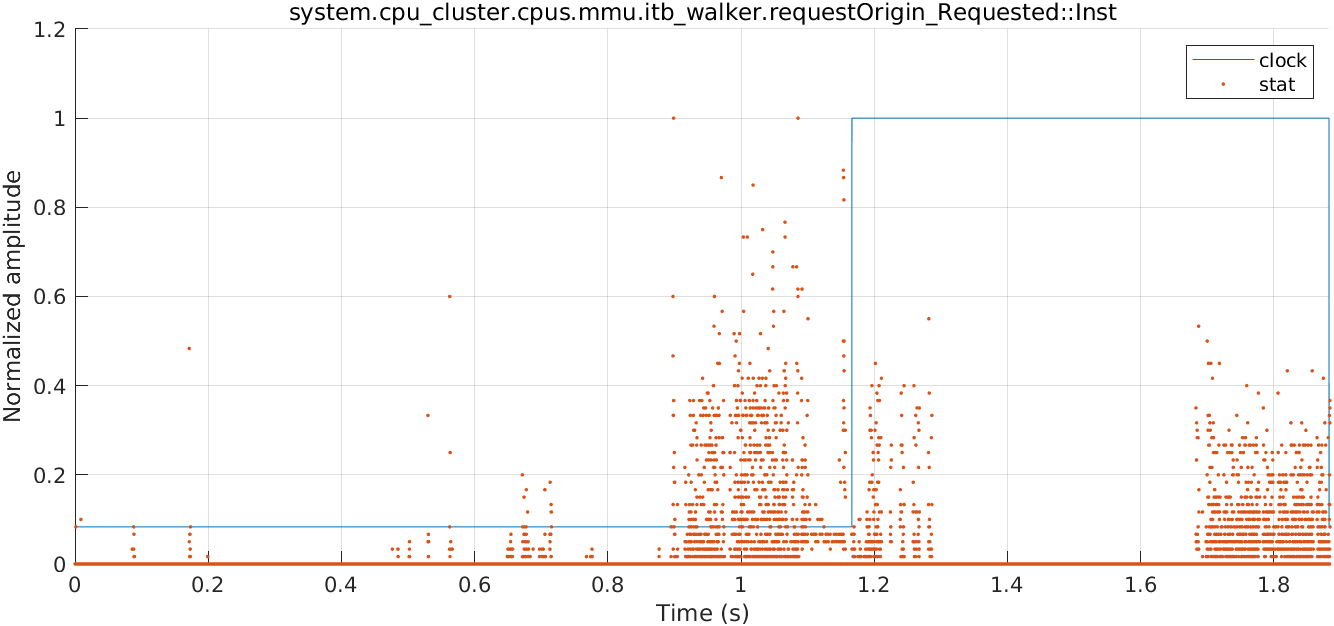 system.cpu_cluster.cpus.mmu.itb_walker.requestOrigin_Requested::Inst
1.2
1
0.8
0.6
0.4
0.2
0
Normalized amplitude
clock
stat
0 0.2 0.4 0.6 0.8 1 1.2 1.4 1.6 1.8
Time (s)